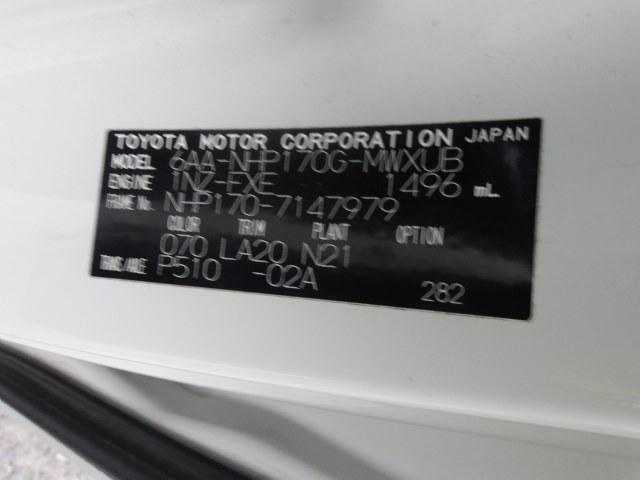 TOYOTA MOTOR CORPORATION JAPAN
MODEL 6AA-NHP170G-MWXUB
ENGINE 1NZ-FXE 1496 mL
FRAME No. NHP170-7147979
COLOR TRIM PLANT OPTION
070 LA20 N21
TRANS/AXLE P510 -02A 282